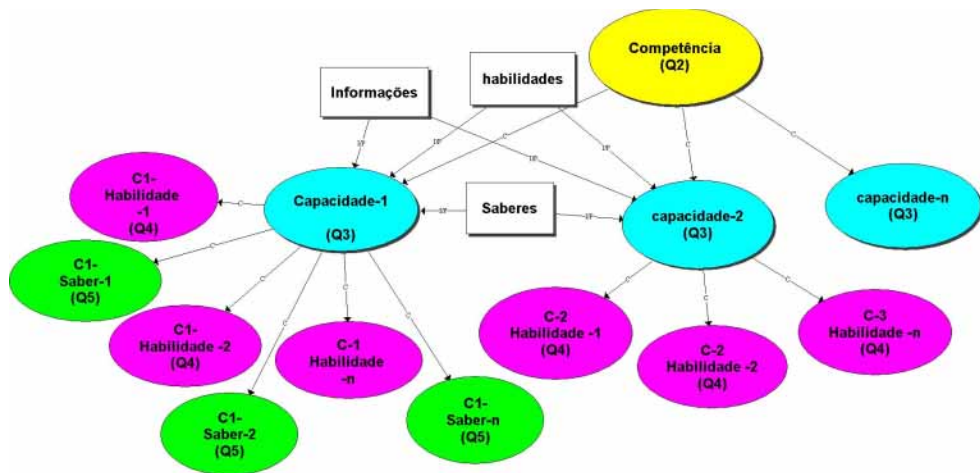 Competência
(Q2)
habilidades
Informações
C
C
C
I/P
I/P
I/P
I/P
C1-
Habilidade
-1
(Q4)
C
Capacidade-1
(Q3)
I/P
Saberes
I/P
capacidade-2
(Q3)
capacidade-n
(Q3)
C1-
Saber-1
(Q5)
C
C
C
C
C
C
C
C
C1-
Habilidade -2
(Q4)
C-1
Habilidade
-n
C-2
Habilidade -1
(Q4)
C-2
Habilidade -2
(Q4)
C-3
Habilidade -n
(Q4)
C1-
Saber-2
(Q5)
C1-
Saber-n
(Q5)